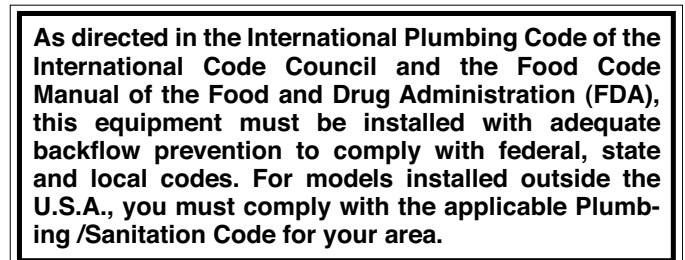 As directed in the International Plumbing Code of the
International Code Council and the Food Code
Manual of the Food and Drug Administration (FDA),
this equipment must be installed with adequate
backflow prevention to comply with federal, state
and local codes. For models installed outside the
U.S.A., you must comply with the applicable Plumb-
ing /Sanitation Code for your area.